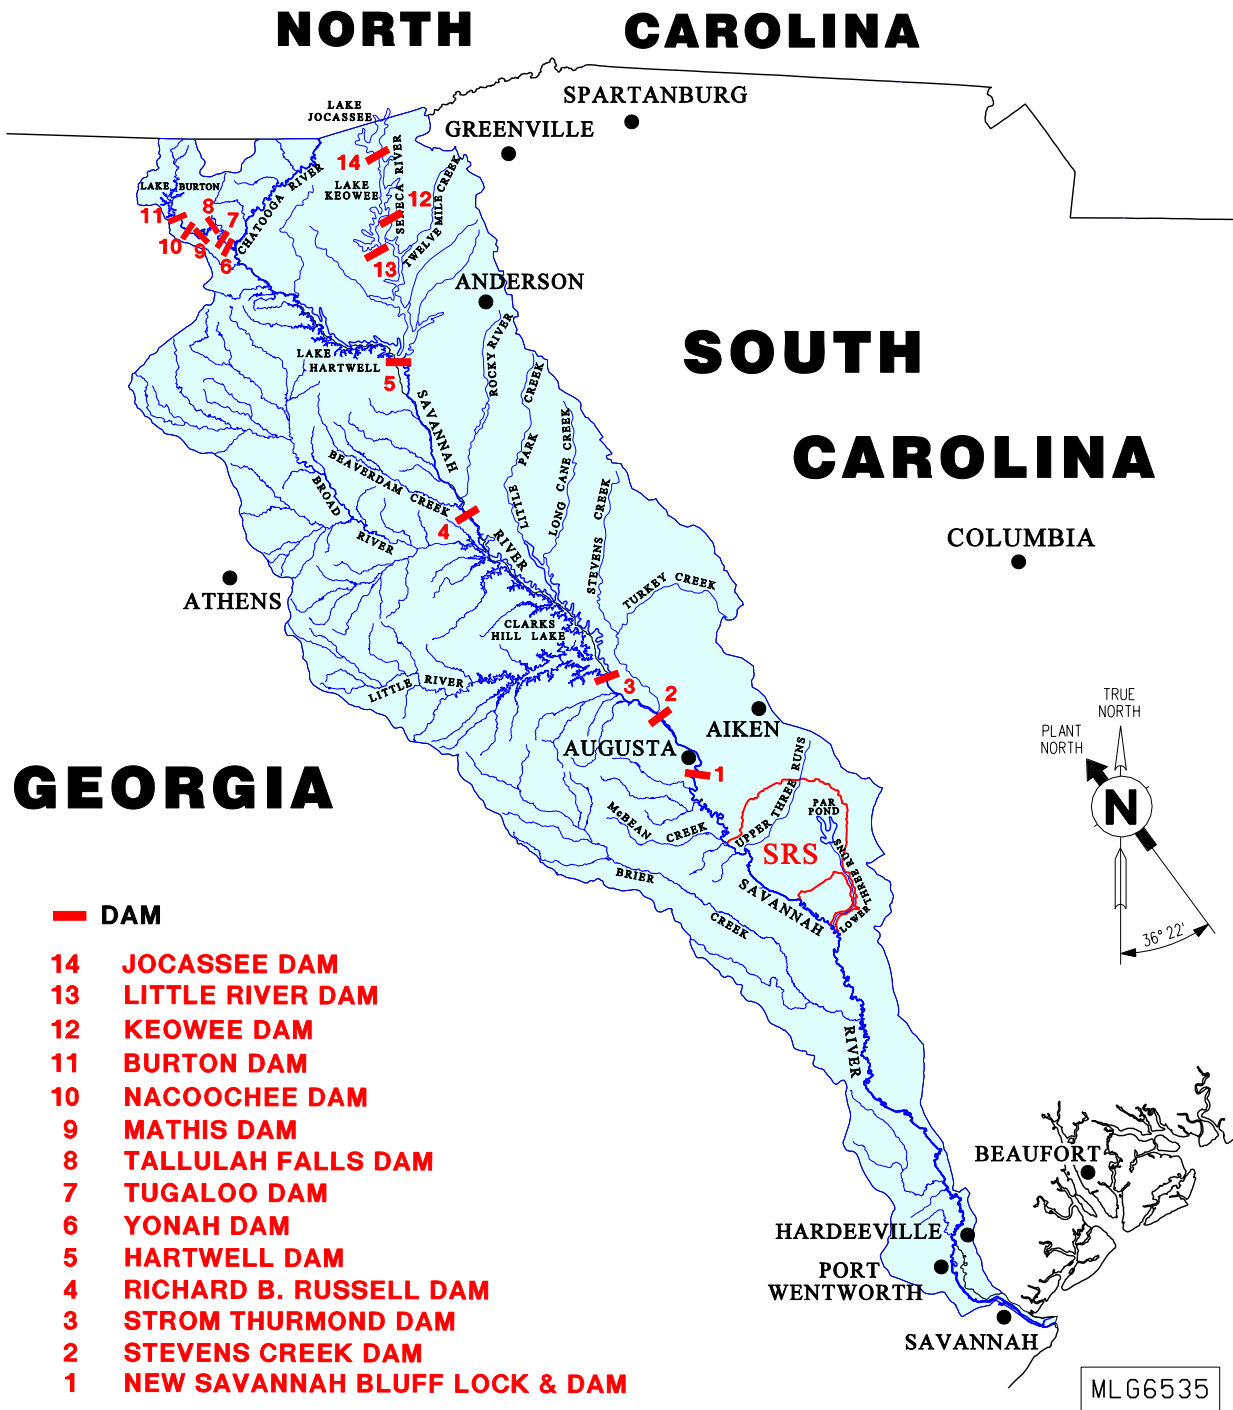 NORTH CAROLINA
SPARTANBURG
LAKE
JOCASSEE
GREENVILLE
14
SENECA RIVER
LAKE BURTON
CHATOOGA RIVER
LAKE
KEOWEE
12
TWELVE MILE CREEK
11
8
7
10
9
6
13
ANDERSON
ROCKY RIVER
SOUTH
LAKE
HARTWELL
5
SAVANNAH
LITTLE PARK CREEK
LONG CANE CREEK
CAROLINA
BEAVERDAM CREEK
BROAD
RIVER
4
RIVER
STEVENS CREEK
COLUMBIA
TURKEY CREEK
ATHENS
CLARKS
HILL LAKE
LITTLE RIVER
3
2
TRUE
NORTH
AIKEN
PLANT
NORTH
AUGUSTA
1
UPPER THREE RUNS
GEORGIA
PAR
POND
N
McBEAN CREEK
SRS
LOWER THREE RUNS
BRIER
CREEK
SAVANNAH
36° 22'
RIVER
DAM
14 JOCASSEE DAM
13 LITTLE RIVER DAM
12 KEOWEE DAM
11 BURTON DAM
10 NACOOCHEE DAM
9 MATHIS DAM
8 TALLULAH FALLS DAM
7 TUGALOO DAM
6 YONAH DAM
5 HARTWELL DAM
4 RICHARD B. RUSSELL DAM
3 STROM THURMOND DAM
2 STEVENS CREEK DAM
1 NEW SAVANNAH BLUFF LOCK & DAM
BEAUFORT
HARDEEVILLE
PORT
WENTWORTH
SAVANNAH
MLG6535